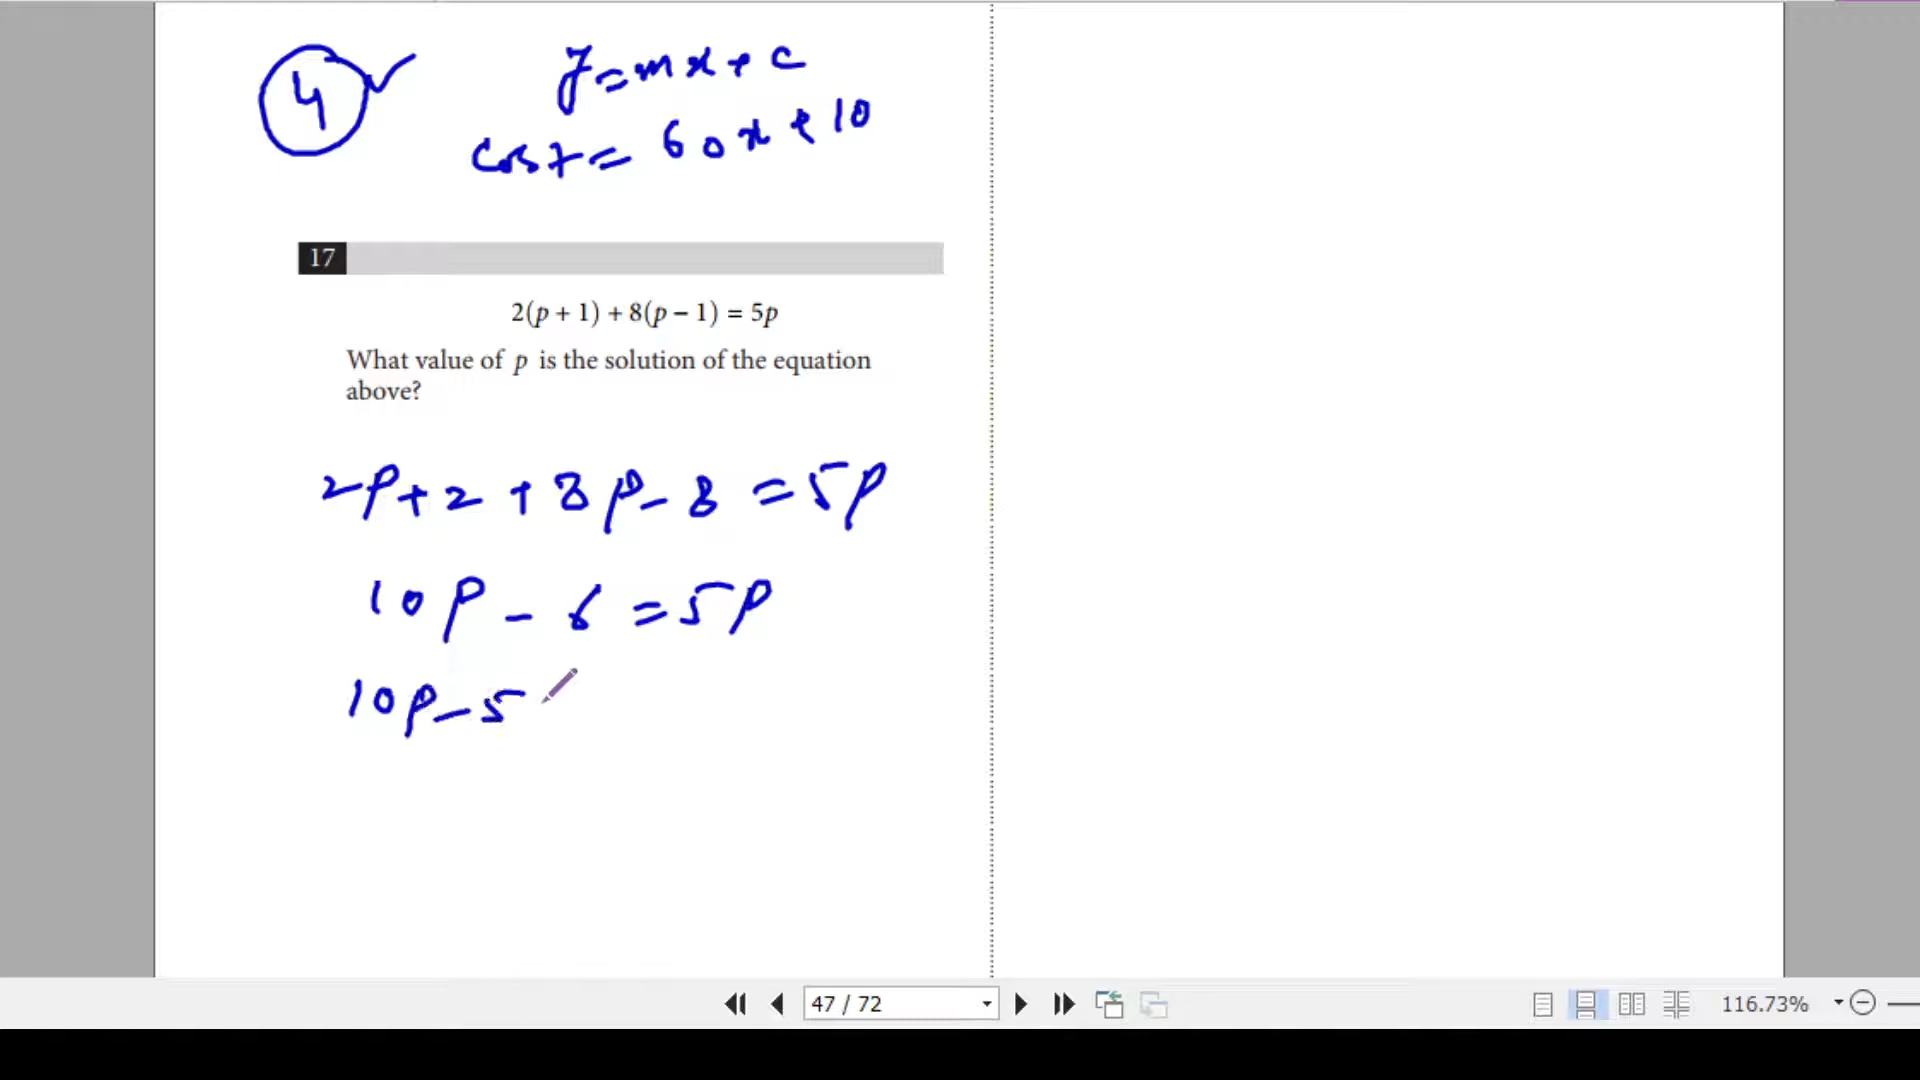 4
y = mx + c
cost = 60x + 10
17
2(p + 1) + 8(p − 1) = 5p
What value of p is the solution of the equation
above?
2p + 2 + 8p - 8 = 5p
10p - 6 = 5p
10p - 5
47 / 72
116.73%